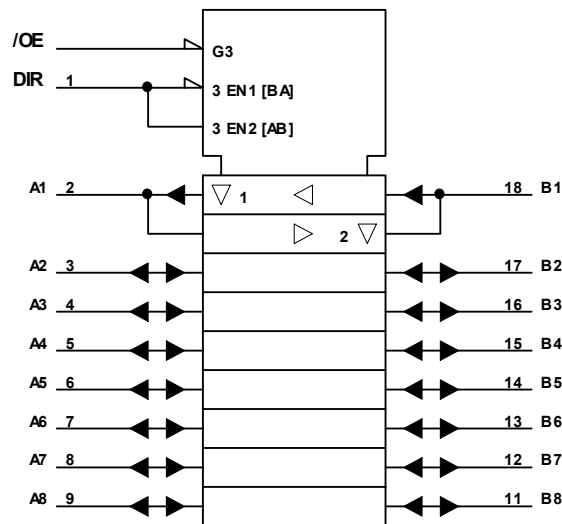 /OE G3
DIR 1 3 EN1 [BA]
3 EN2 [AB]
A1 2 1 18 B1
2
A2 3 17 B2
A3 4 16 B3
A4 5 15 B4
A5 6 14 B5
A6 7 13 B6
A7 8 12 B7
A8 9 11 B8